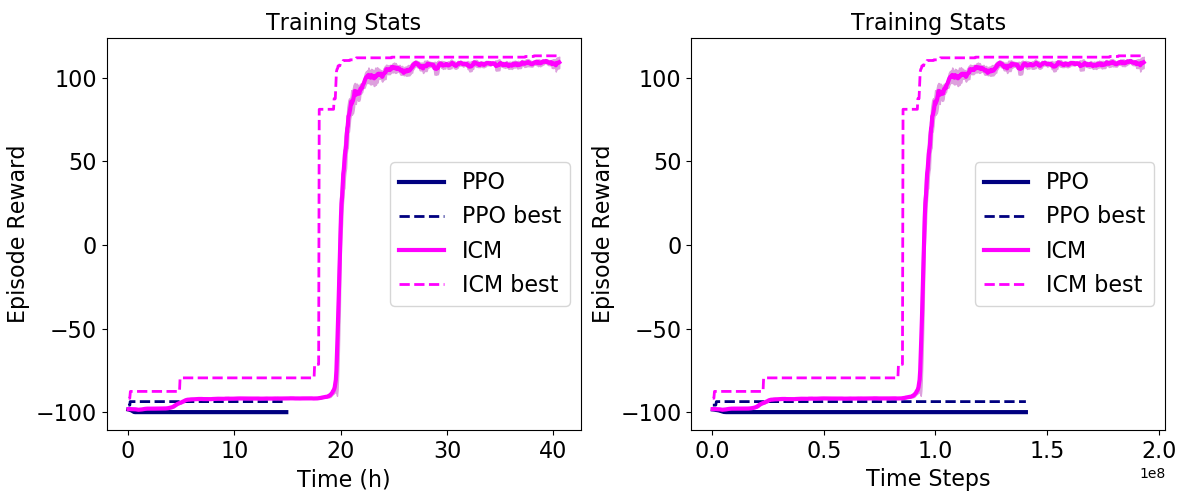 Training Stats
Episode Reward
100
50
0
−50
−100
0
10
20
30
40
Time (h)
PPO
PPO best
ICM
ICM best
Training Stats
Episode Reward
100
50
0
−50
−100
0.0
0.5
1.0
1.5
2.0
1e8
Time Steps
PPO
PPO best
ICM
ICM best